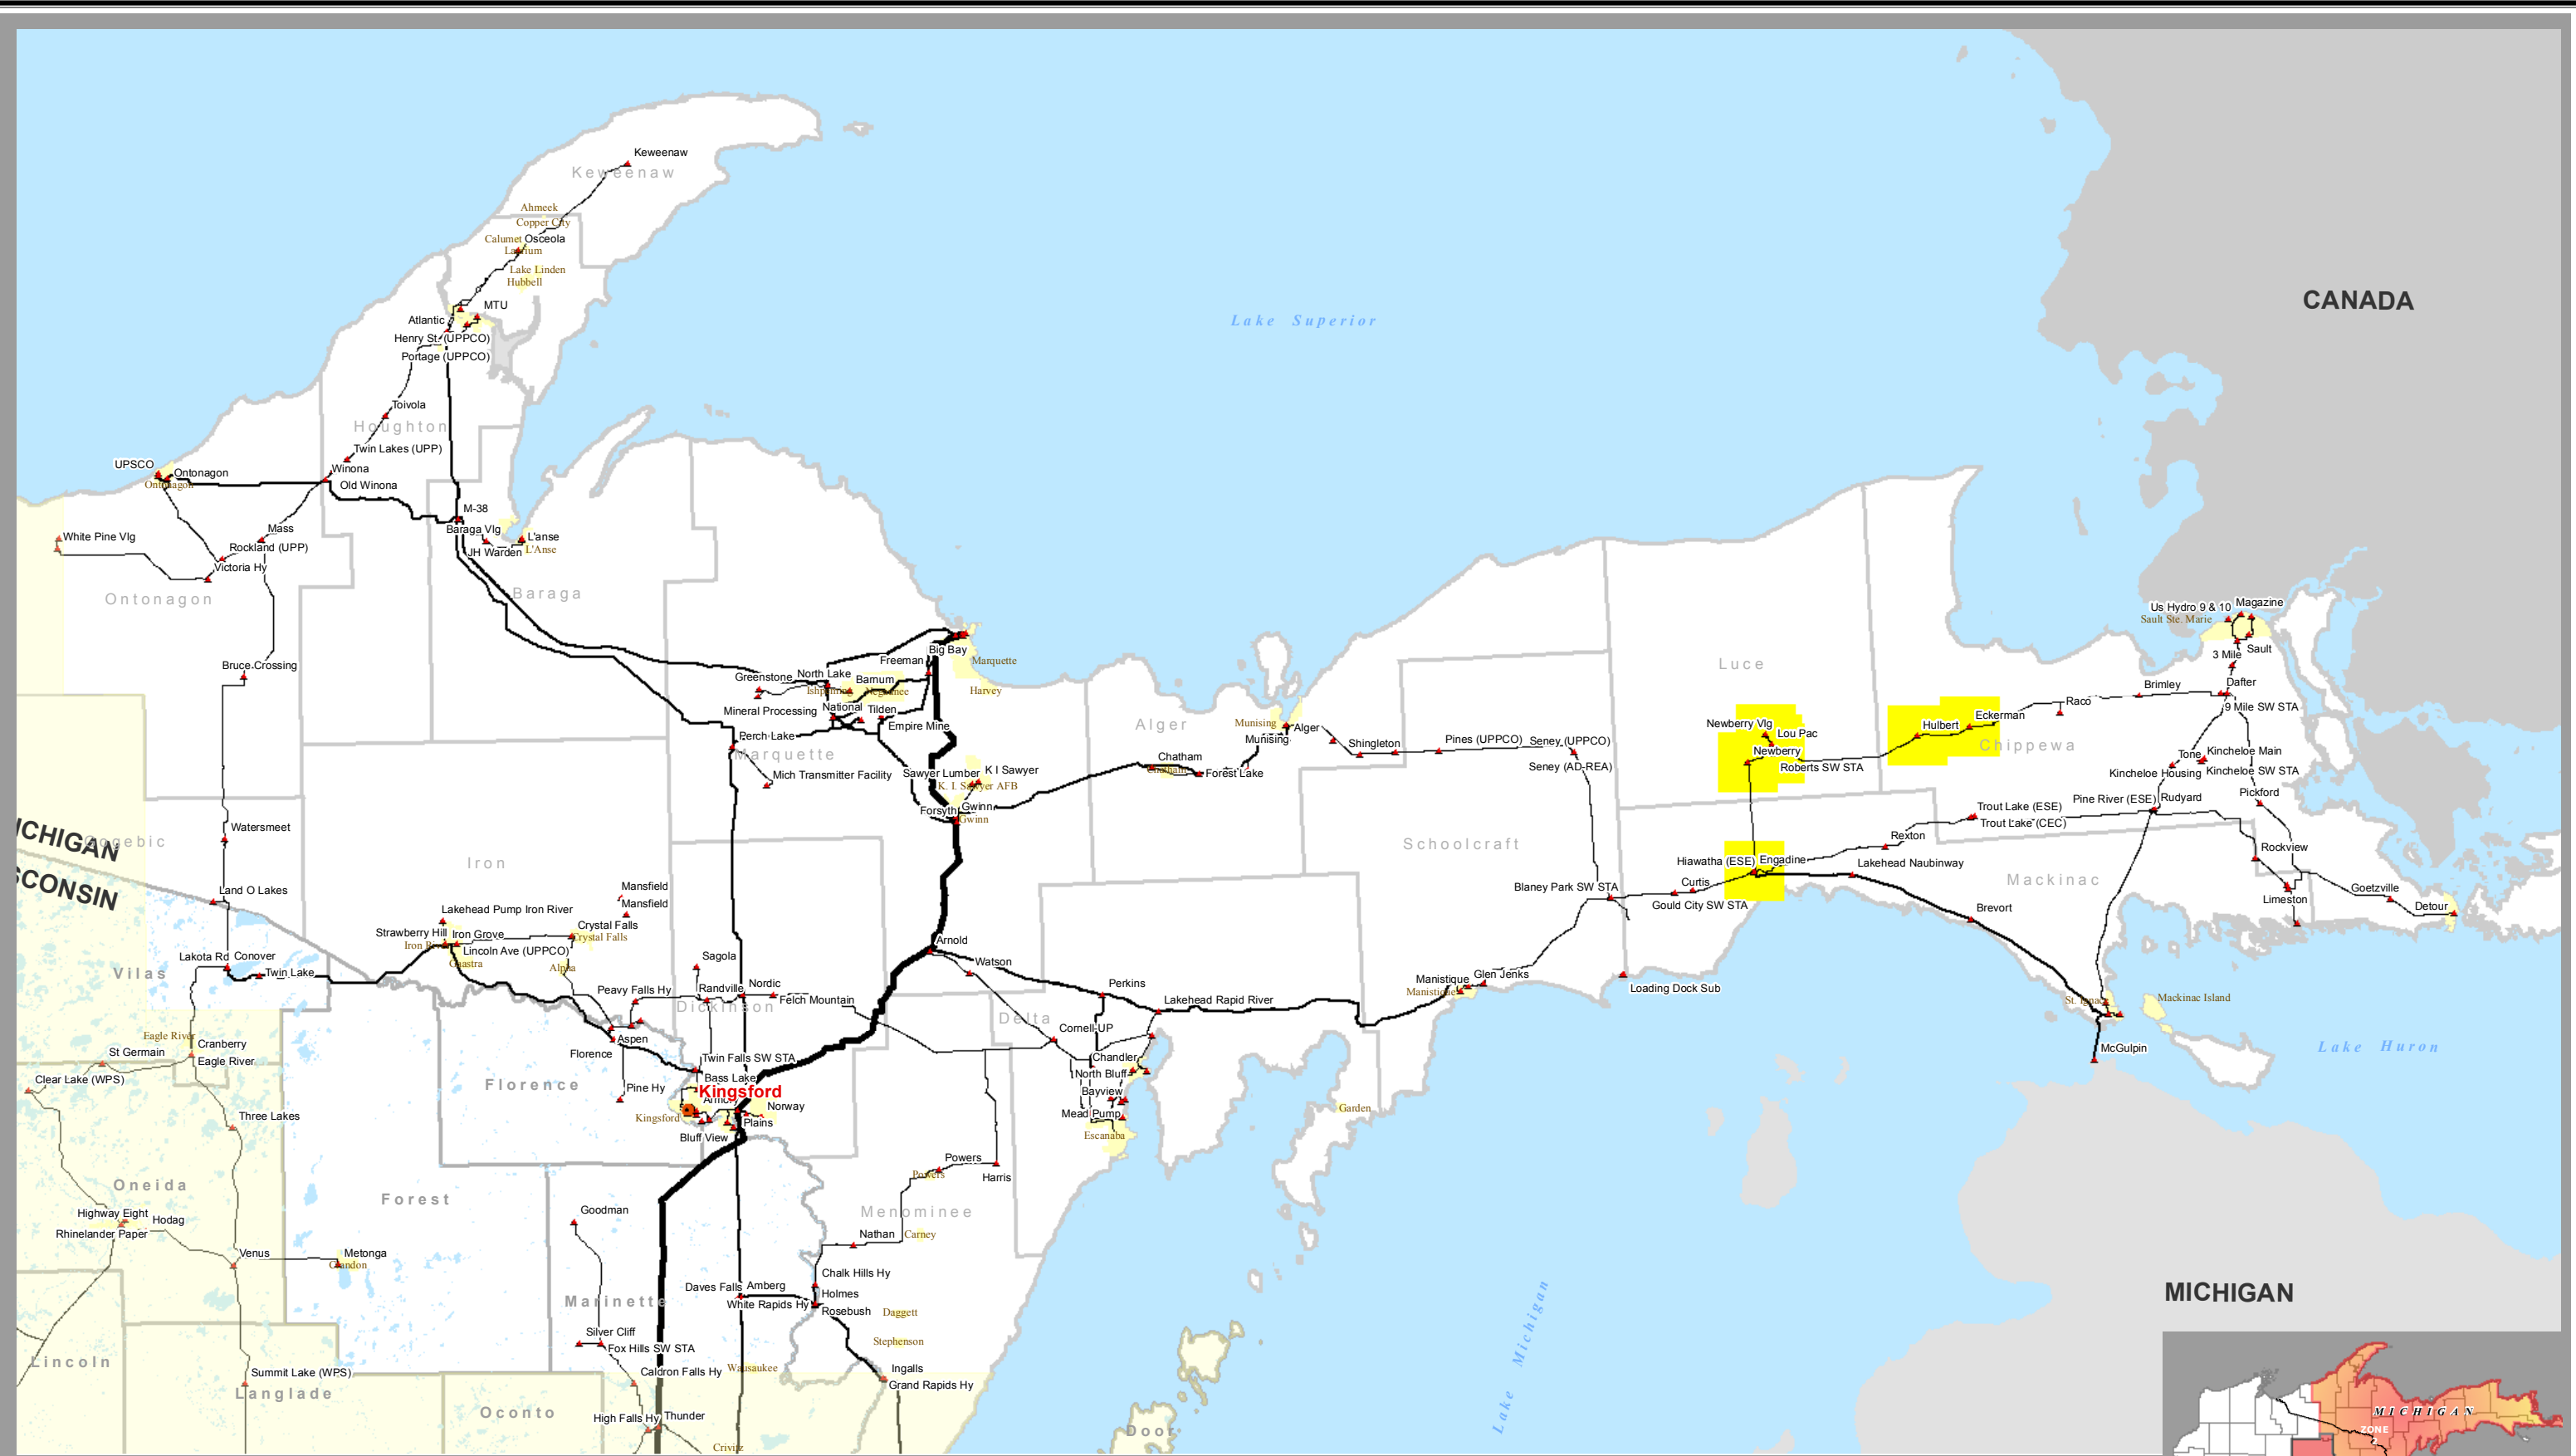 Keweenaw
Keweenaw
Ahmeek
Copper City
Calumet
Osceola
Laurium
Lake Linden
Hubbell
MTU
Atlantic
Henry St. (UPPCO)
Portage (UPPCO)
Toivola
Houghton
Twin Lakes (UPP)
Winona
Old Winona
UPSCO
Ontonagon
Ontonagon
M-38
Baraga Vlg
L'anse
JH Warden
L'Anse
Mass
Rockland (UPP)
White Pine Vlg
Victoria Hy
Ontonagon
Baraga
Bruce Crossing
Lake Superior
CANADA
Big Bay
Freeman
Marquette
Greenstone
North Lake
Barnum
Ishpeming
Negaunee
Harvey
Mineral Processing
National
Tilden
Empire Mine
Perch Lake
Marquette
Mich Transmitter Facility
Sawyer Lumber
K I Sawyer
K. I. Sawyer AFB
Forsyth
Gwinn
Gwinn
Alger
Munising
Alger
Munising
Chatham
Chatham
Forest Lake
Shingleton
Pines (UPPCO)
Seney (UPPCO)
Seney (AD-REA)
Luce
Newberry Vlg
Lou Pac
Newberry
Roberts SW STA
Hulbert
Eckerman
Chippewa
Raco
Brimley
Us Hydro 9 & 10
Magazine
Sault Ste. Marie
Sault
3 Mile
Dafter
9 Mile SW STA
Tone
Kincheloe Main
Kincheloe Housing
Kincheloe SW STA
Pickford
Pine River (ESE)
Rudyard
Trout Lake (ESE)
Trout Lake (CEC)
Rexton
Rockview
Goetzville
Limeston
Detour
Mackinac
Hiawatha (ESE)
Engadine
Lakehead Naubinway
Curtis
Gould City SW STA
Blaney Park SW STA
Brevort
Schoolcraft
St. Ignace
Mackinac Island
McGulpin
Lake Huron
Manistique
Glen Jenks
Manistique
Loading Dock Sub
MICHIGAN
Gogebic
Watersmeet
Land O Lakes
Iron
Mansfield
Mansfield
Lakehead Pump Iron River
Crystal Falls
Strawberry Hill
Iron Grove
Crystal Falls
Lincoln Ave (UPPCO)
Gaastra
Alpha
Lakota Rd
Conover
Twin Lake
Vilas
Sagola
Nordic
Peavy Falls Hy
Randville
Felch Mountain
Dickinson
Arnold
Watson
Perkins
Lakehead Rapid River
Delta
Cornell-UP
Chandler
North Bluff
Bayview
Mead Pump
Escanaba
Garden
Aspen
Florence
Twin Falls SW STA
Bass Lake
Kingsford
Pine Hy
Norway
Kingsford
Plains
Bluff View
Florence
Eagle River
St Germain
Cranberry
Eagle River
Clear Lake (WPS)
Three Lakes
Oneida
Highway Eight
Hodag
Rhinelander Paper
Venus
Metonga
Crandon
Forest
Goodman
Powers
Powers
Harris
Menominee
Nathan
Carney
Chalk Hills Hy
Daves Falls
Amberg
Holmes
White Rapids Hy
Rosebush
Daggett
Marinette
Stephenson
Silver Cliff
Fox Hills SW STA
Caldron Falls Hy
Wausaukee
Ingalls
Grand Rapids Hy
High Falls Hy
Thunder
Crivitz
Lincoln
Summit Lake (WPS)
Langlade
Oconto
Door
Lake Michigan
MICHIGAN
ZONE
2